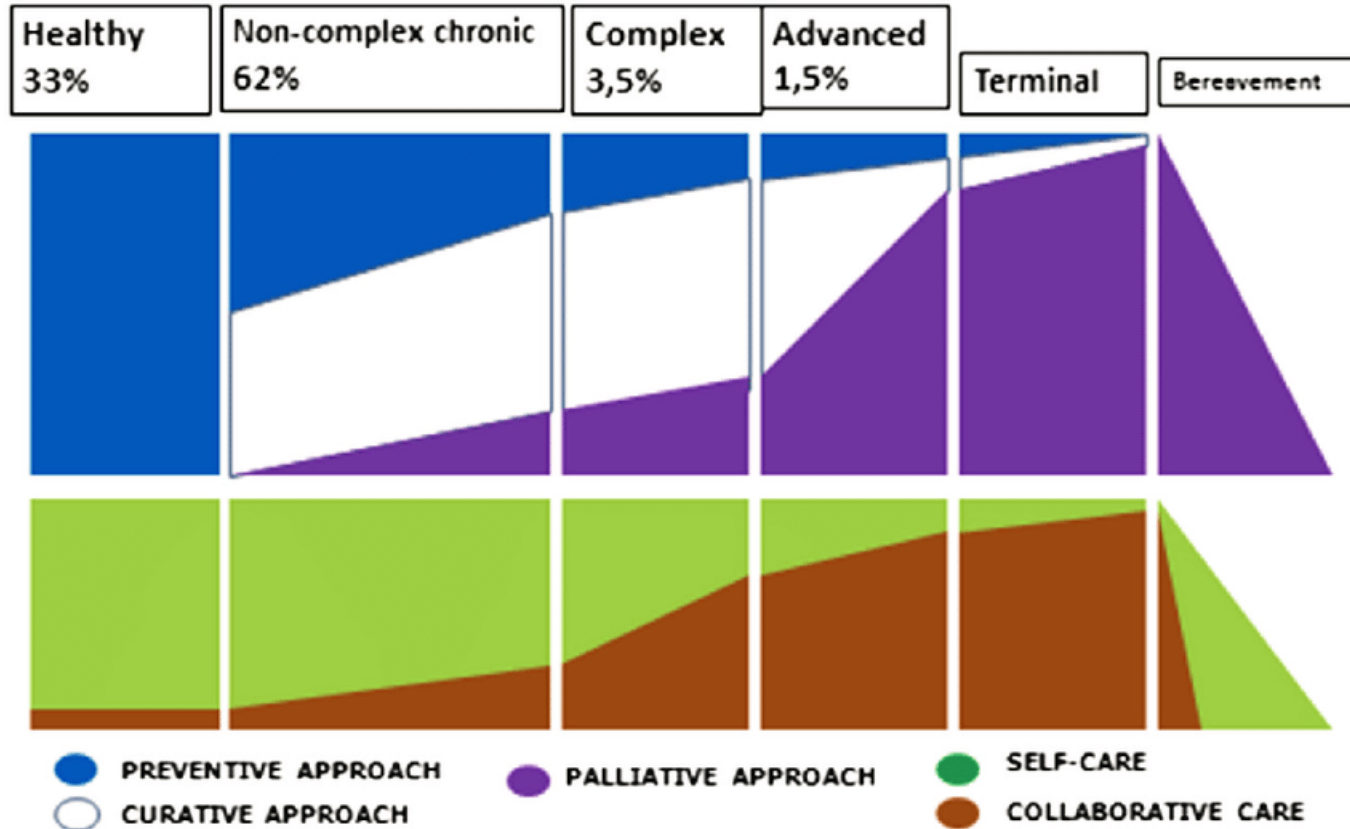 Healthy
33%
Non-complex chronic
62%
Complex
3,5%
Advanced
1,5%
Terminal
Bereavement
PREVENTIVE APPROACH
CURATIVE APPROACH
PALLIATIVE APPROACH
SELF-CARE
COLLABORATIVE CARE